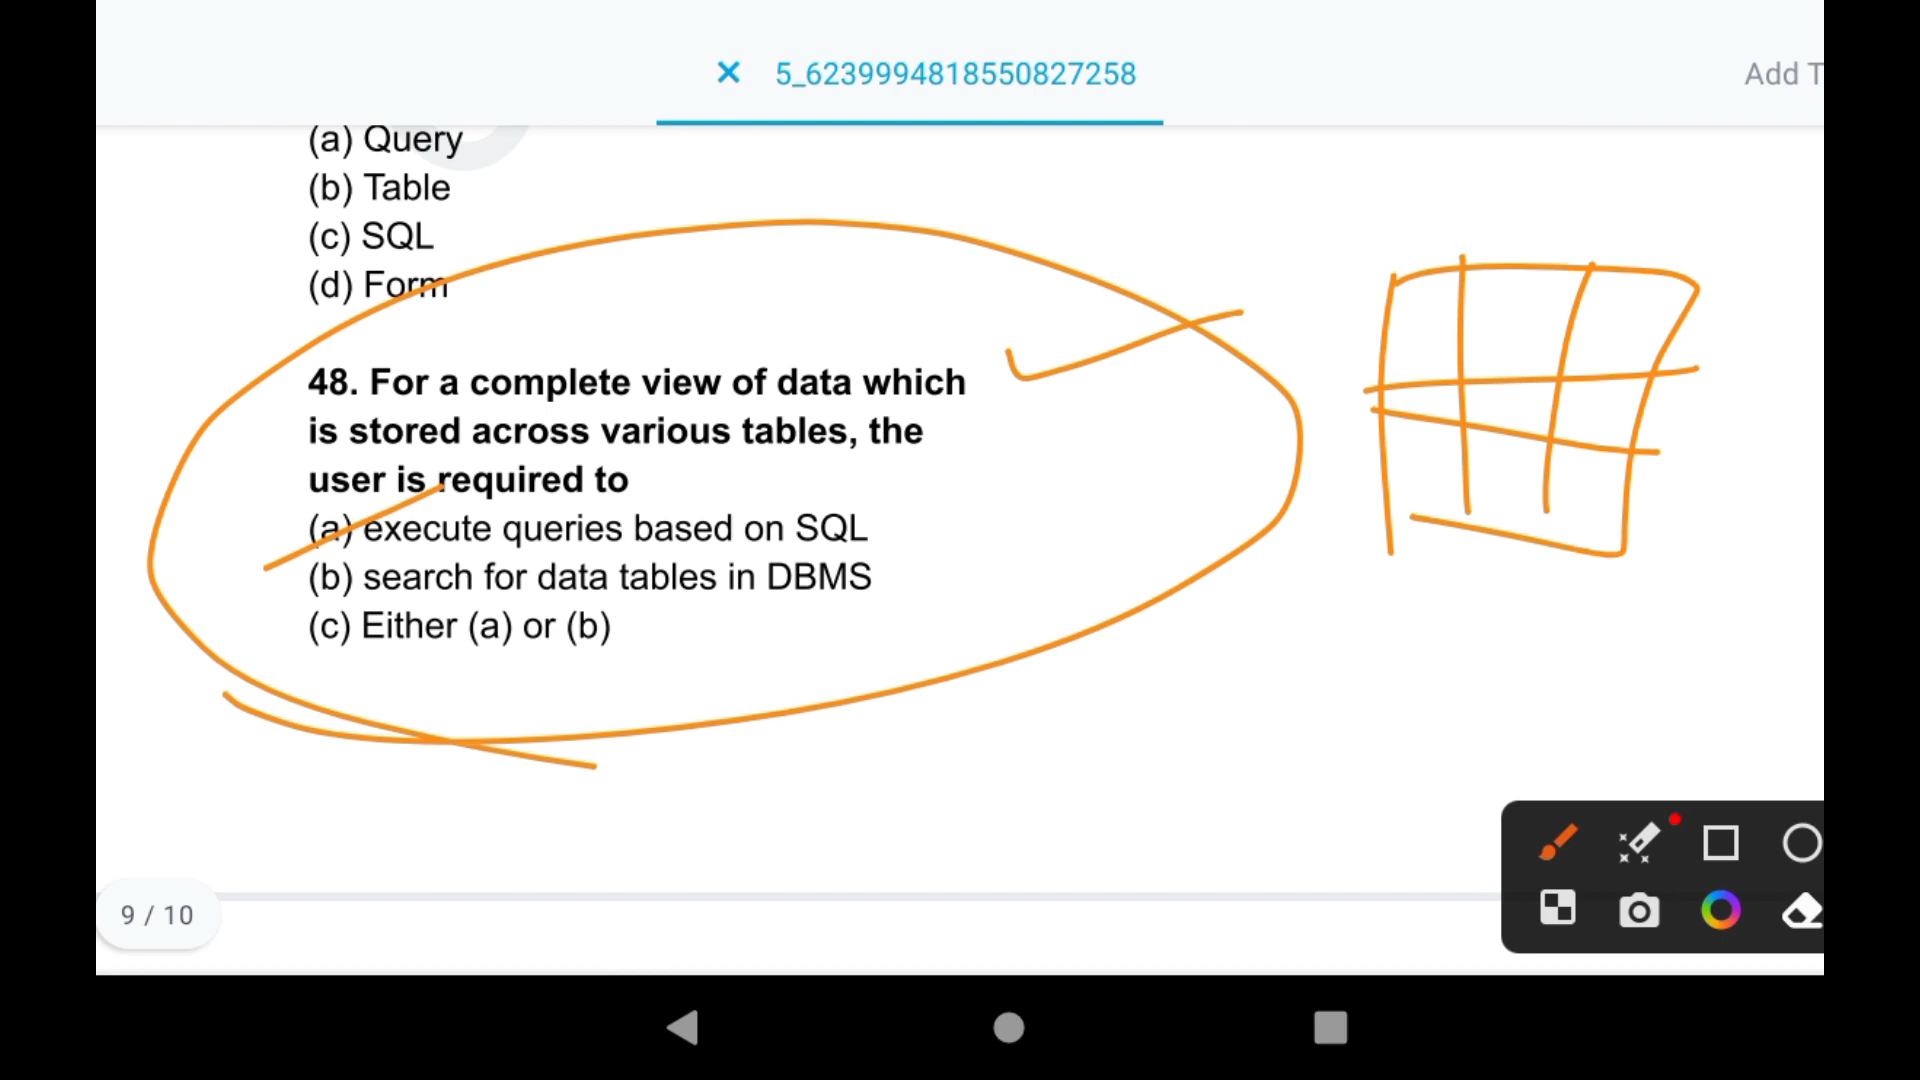 5_6239994818550827258
Add T
(a) Query
(b) Table
(c) SQL
(d) Form
48. For a complete view of data which
is stored across various tables, the
user is required to
(a) execute queries based on SQL
(b) search for data tables in DBMS
(c) Either (a) or (b)
9 / 10